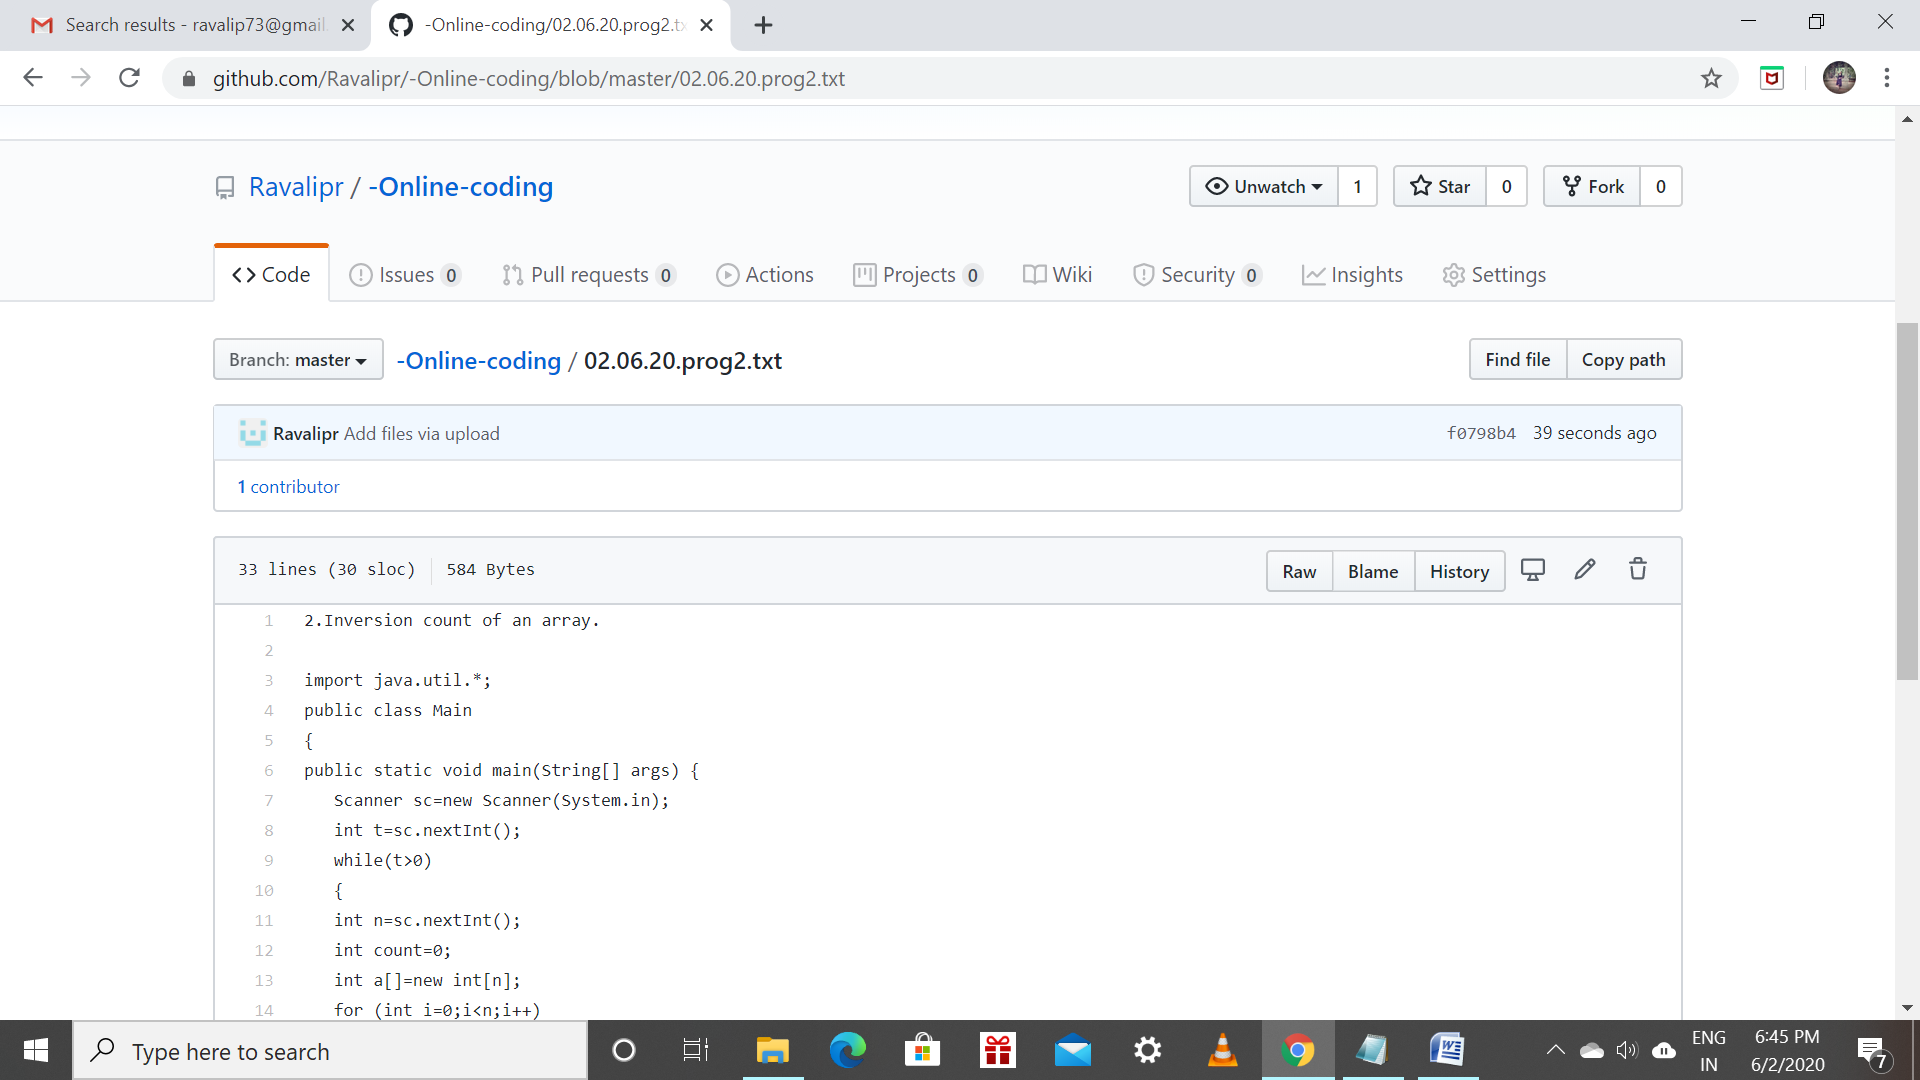 Search results - ravalip73@gmail.
-Online-coding/02.06.20.prog2.tx
github.com/Ravalipr/-Online-coding/blob/master/02.06.20.prog2.txt
Ravalipr / -Online-coding
Unwatch 1 Star 0 Fork 0
Code Issues 0 Pull requests 0 Actions Projects 0 Wiki Security 0 Insights Settings
Branch: master -Online-coding / 02.06.20.prog2.txt Find file Copy path
Ravalipr Add files via upload f0798b4 39 seconds ago
1 contributor
33 lines (30 sloc) 584 Bytes Raw Blame History
1 2.Inversion count of an array.
2
3 import java.util.*;
4 public class Main
5 {
6 public static void main(String[] args) {
7 Scanner sc=new Scanner(System.in);
8 int t=sc.nextInt();
9 while(t>0)
10 {
11 int n=sc.nextInt();
12 int count=0;
13 int a[]=new int[n];
14 for (int i=0;i<n;i++)
Type here to search
ENG
IN
6:45 PM
6/2/2020
7